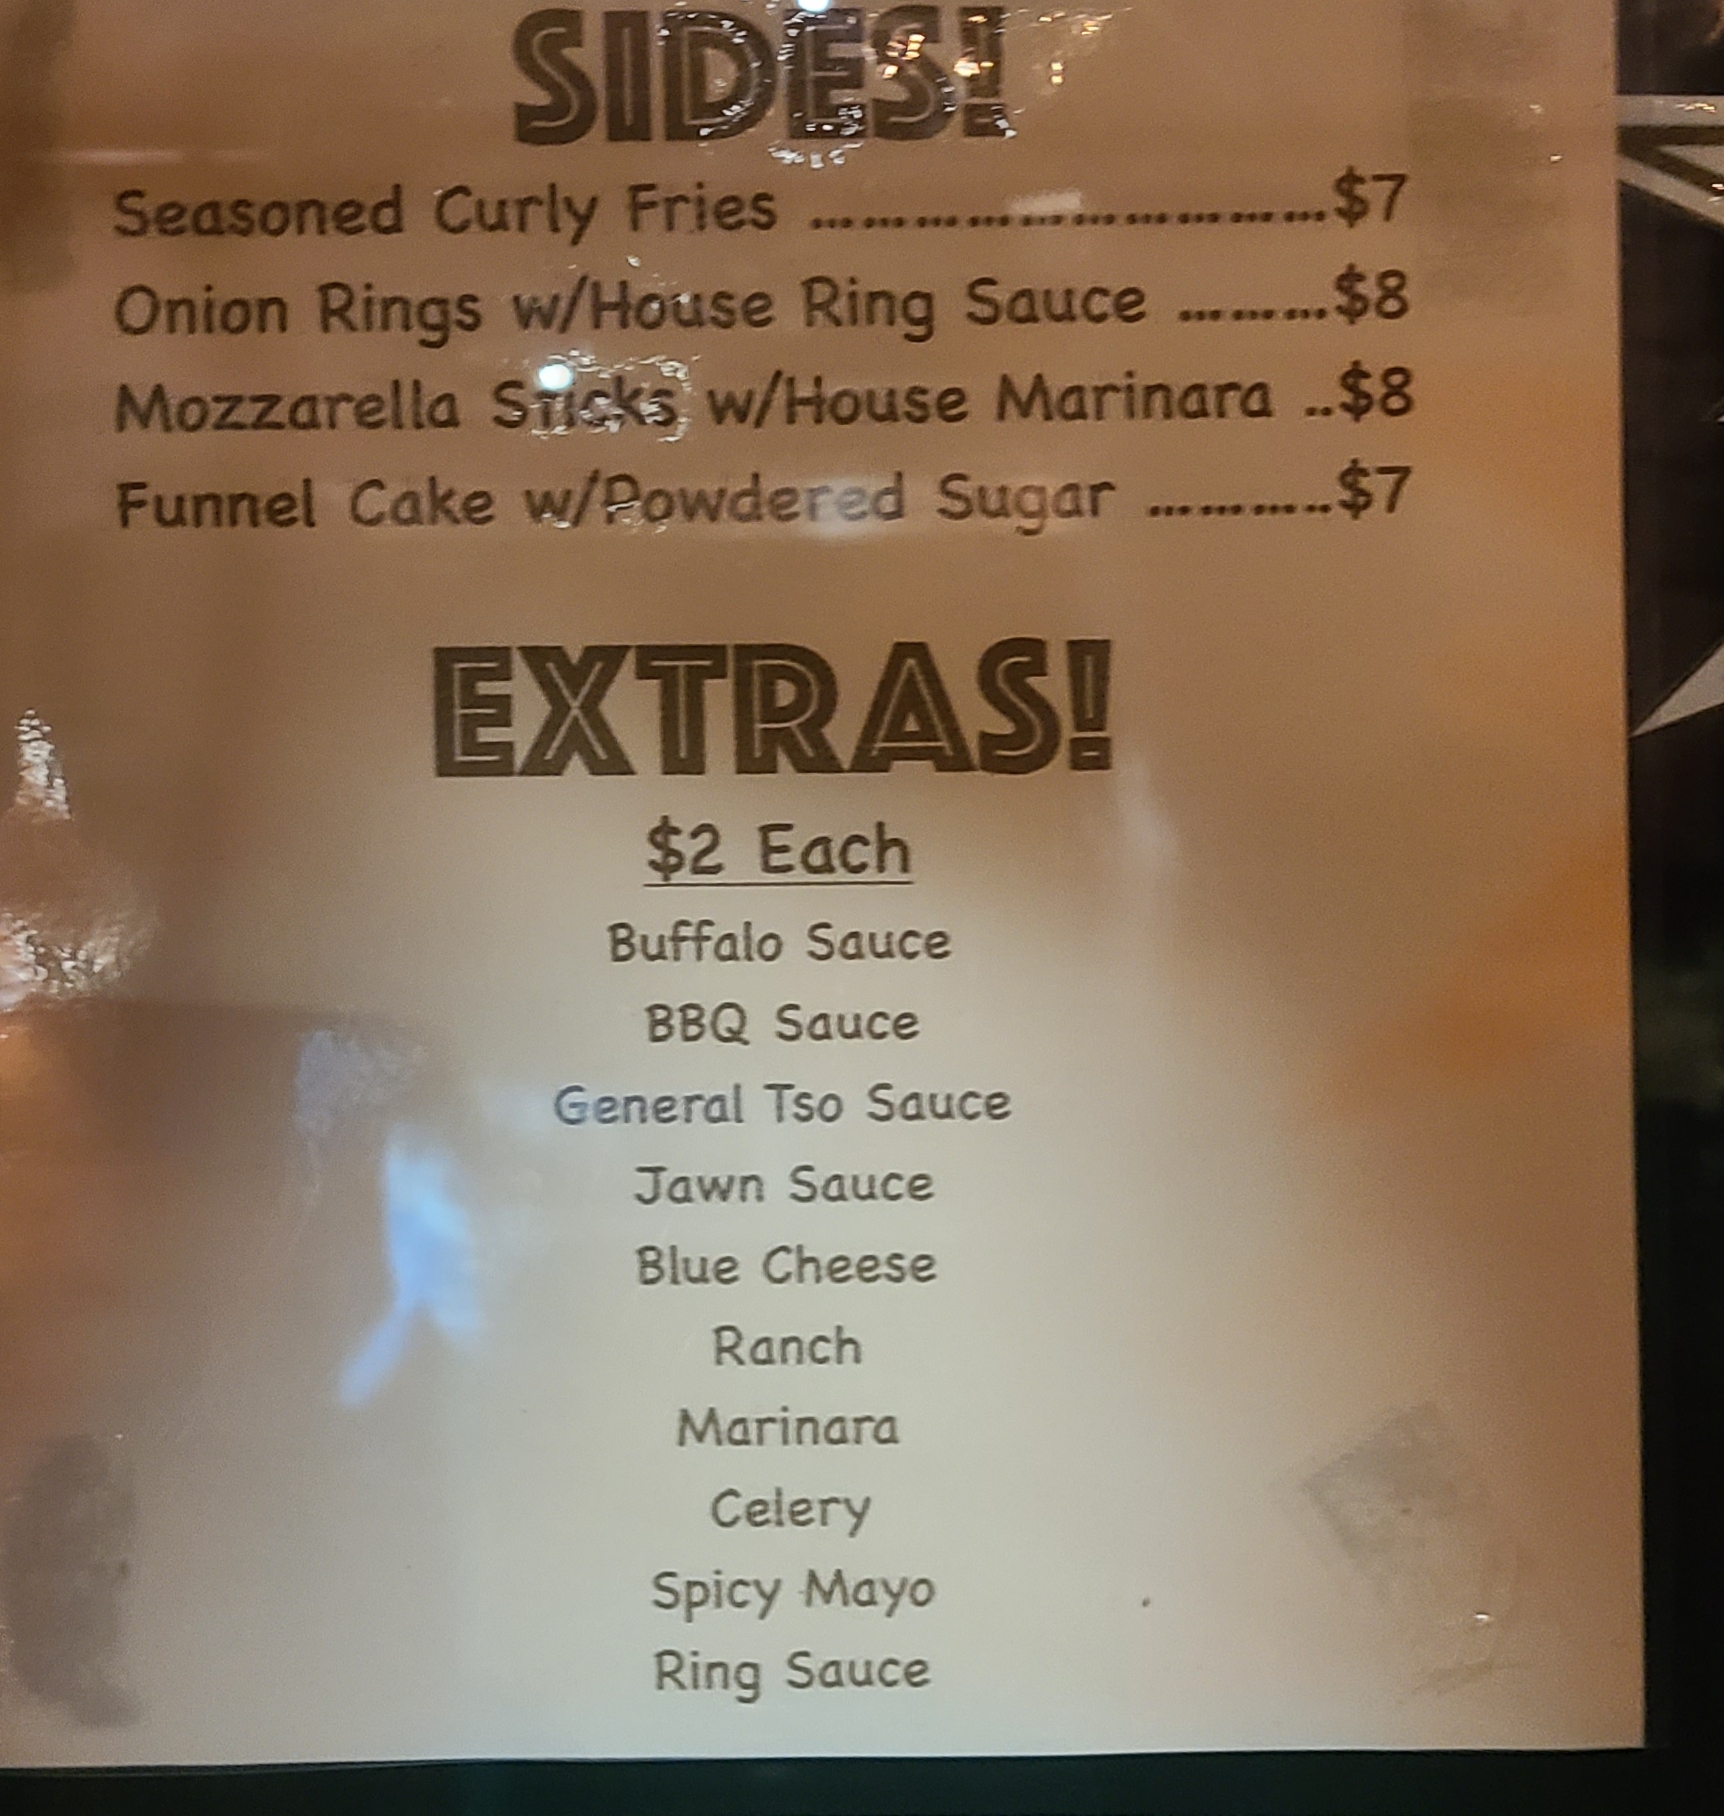 SIDES!
Seasoned Curly Fries ..............................$7
Onion Rings w/House Ring Sauce .........$8
Mozzarella Sticks w/House Marinara ..$8
Funnel Cake w/Powdered Sugar ...........$7
EXTRAS!
$2 Each
Buffalo Sauce
BBQ Sauce
General Tso Sauce
Jawn Sauce
Blue Cheese
Ranch
Marinara
Celery
Spicy Mayo
Ring Sauce